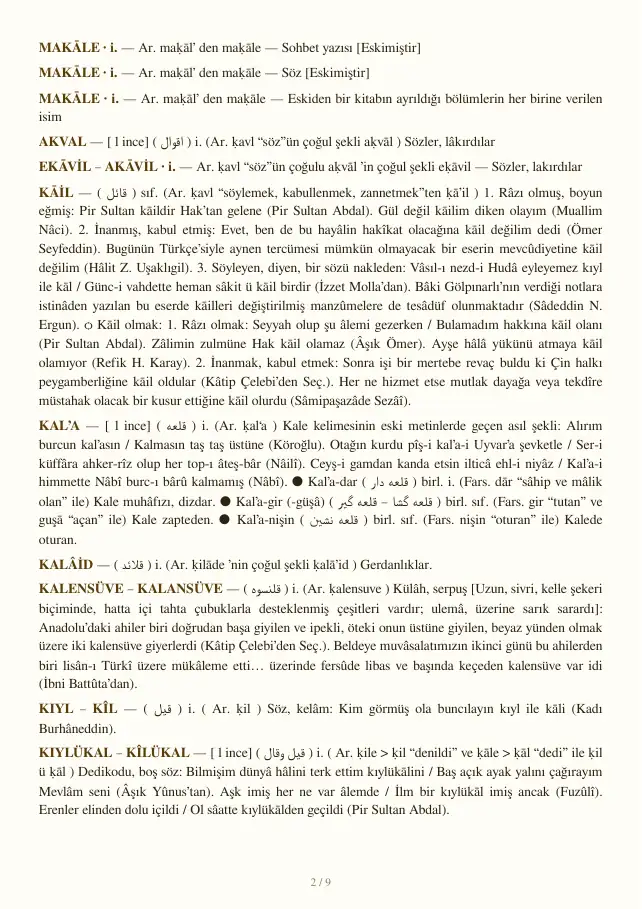 MAKĀLE · i. — Ar. maḳāl’ den maḳāle — Sohbet yazısı [Eskimiştir]
MAKĀLE · i. — Ar. maḳāl’ den maḳāle — Söz [Eskimiştir]
MAKĀLE · i. — Ar. maḳāl’ den maḳāle — Eskiden bir kitabın ayrıldığı bölümlerin her birine verilen
isim
AKVAL — [ l ince] ( اقوال ) i. (Ar. ḳavl “söz”ün çoğul şekli aḳvāl ) Sözler, lâkırdılar
EKĀVİL – AKĀVİL · i. — Ar. ḳavl “söz”ün çoğulu aḳvāl ’in çoğul şekli eḳāvil — Sözler, lakırdılar
KĀİL — ( قائل ) sıf. (Ar. ḳavl “söylemek, kabullenmek, zannetmek”ten ḳā’il ) 1. Râzı olmuş, boyun
eğmiş: Pir Sultan kāildir Hak’tan gelene (Pir Sultan Abdal). Gül değil kāilim diken olayım (Muallim
Nâci). 2. İnanmış, kabul etmiş: Evet, ben de bu hayâlin hakîkat olacağına kāil değilim dedi (Ömer
Seyfeddin). Bugünün Türkçe’siyle aynen tercümesi mümkün olmayacak bir eserin mevcûdiyetine kāil
değilim (Hâlit Z. Uşaklıgil). 3. Söyleyen, diyen, bir sözü nakleden: Vâsıl-ı nezd-i Hudâ eyleyemez kıyl
ile kāl / Günc-i vahdette heman sâkit ü kāil birdir (İzzet Molla’dan). Bâki Gölpınarlı’nın verdiği notlara
istinâden yazılan bu eserde kāilleri değiştirilmiş manzûmelere de tesâdüf olunmaktadır (Sâdeddin N.
Ergun). ѻ Kāil olmak: 1. Râzı olmak: Seyyah olup şu âlemi gezerken / Bulamadım hakkına kāil olanı
(Pir Sultan Abdal). Zâlimin zulmüne Hak kāil olamaz (Âşık Ömer). Ayşe hâlâ yükünü atmaya kāil
olamıyor (Refik H. Karay). 2. İnanmak, kabul etmek: Sonra işi bir mertebe revaç buldu ki Çin halkı
peygamberliğine kāil oldular (Kâtip Çelebi’den Seç.). Her ne hizmet etse mutlak dayağa veya tekdîre
müstahak olacak bir kusur ettiğine kāil olurdu (Sâmipaşazâde Sezâî).
KAL’A — [ l ince] ( قلعه ) i. (Ar. ḳal‘a ) Kale kelimesinin eski metinlerde geçen asıl şekli: Alırım
burcun kal’asın / Kalmasın taş taş üstüne (Köroğlu). Otağın kurdu pîş-i kal’a-i Uyvar’a şevketle / Ser-i
küffâra ahker-rîz olup her top-ı âteş-bâr (Nâilî). Ceyş-i gamdan kanda etsin ilticâ ehl-i niyâz / Kal’a-i
himmette Nâbî burc-ı bârû kalmamış (Nâbî). ● Kal’a-dar ( قلعه دار ) birl. i. (Fars. dār “sâhip ve mâlik
olan” ile) Kale muhâfızı, dizdar. ● Kal’a-gir (-güşâ) ( قلعه گشا – قلعه گیر ) birl. sıf. (Fars. gir “tutan” ve
guşā “açan” ile) Kale zapteden. ● Kal’a-nişin ( قلعه نشین ) birl. sıf. (Fars. nişin “oturan” ile) Kalede
oturan.
KALÂİD — ( قلائد ) i. (Ar. ḳilāde ’nin çoğul şekli ḳalā’id ) Gerdanlıklar.
KALENSÜVE – KALANSÜVE — ( قلنسوه ) i. (Ar. ḳalensuve ) Külâh, serpuş [Uzun, sivri, kelle şekeri
biçiminde, hatta içi tahta çubuklarla desteklenmiş çeşitleri vardır; ulemâ, üzerine sarık sarardı]:
Anadolu’daki ahiler biri doğrudan başa giyilen ve ipekli, öteki onun üstüne giyilen, beyaz yünden olmak
üzere iki kalensüve giyerlerdi (Kâtip Çelebi’den Seç.). Beldeye muvâsalatımızın ikinci günü bu ahilerden
biri lisân-ı Türkî üzere mükâleme etti… üzerinde fersûde libas ve başında keçeden kalensüve var idi
(İbni Battûta’dan).
KIYL – KÎL — ( قيل ) i. ( Ar. ḳil ) Söz, kelâm: Kim görmüş ola buncılayın kıyl ile kāli (Kadı
Burhâneddin).
KIYLÜKAL – KÎLÜKAL — [ l ince] ( قيل وقال ) i. ( Ar. ḳile > ḳil “denildi” ve ḳāle > ḳāl “dedi” ile ḳil
ü ḳāl ) Dedikodu, boş söz: Bilmişim dünyâ hâlini terk ettim kıylükālini / Baş açık ayak yalını çağırayım
Mevlâm seni (Âşık Yûnus’tan). Aşk imiş her ne var âlemde / İlm bir kıylükāl imiş ancak (Fuzûlî).
Erenler elinden dolu içildi / Ol sâatte kıylükālden geçildi (Pir Sultan Abdal).
2 / 9